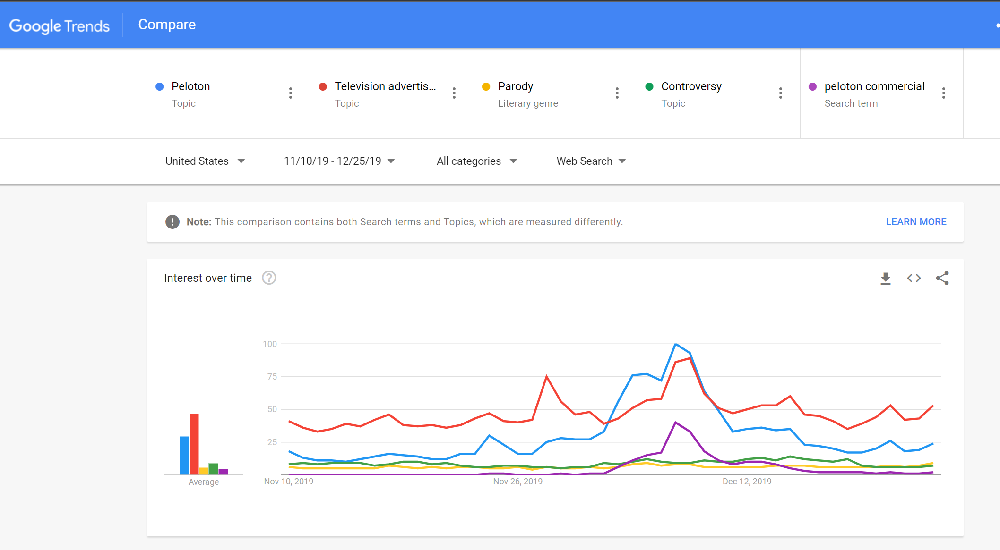 Google Trends
Compare
Peloton
Topic
Television advertis...
Topic
Parody
Literary genre
Controversy
Topic
peloton commercial
Search term
United States
11/10/19 - 12/25/19
All categories
Web Search
Note: This comparison contains both Search terms and Topics, which are measured differently.
LEARN MORE
Interest over time
100
75
50
25
Average
Nov 10, 2019
Nov 26, 2019
Dec 12, 2019